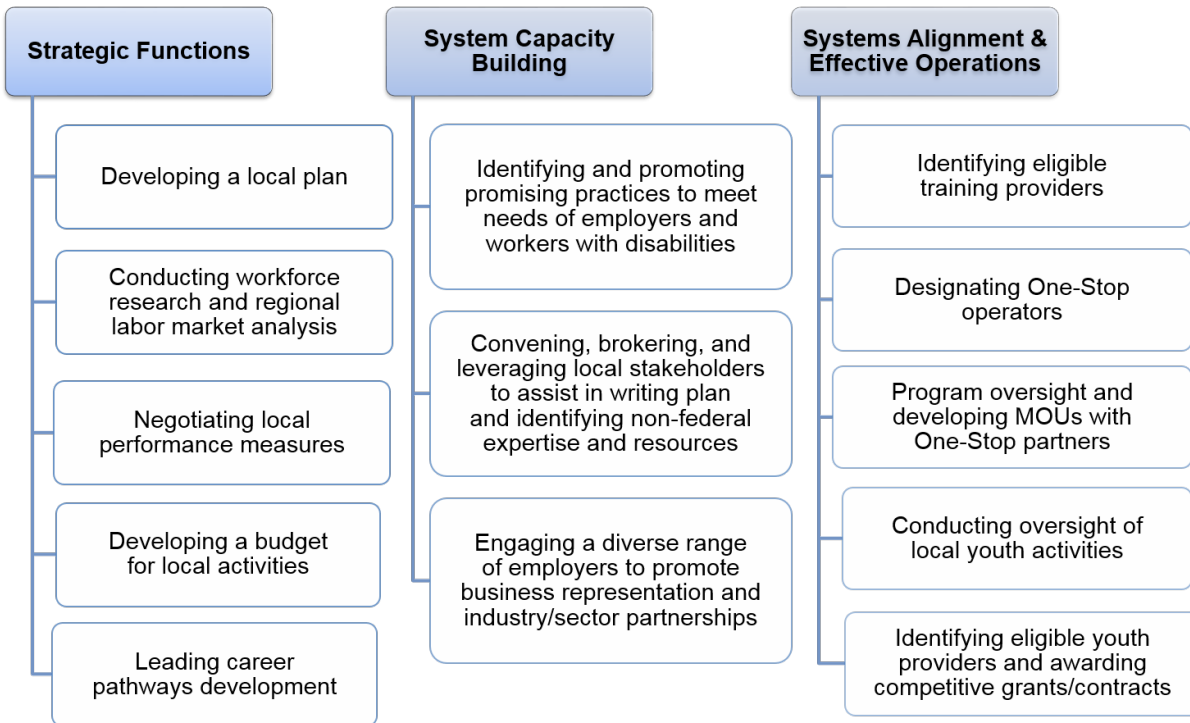 Strategic Functions
Developing a local plan
Conducting workforce
research and regional
labor market analysis
Negotiating local
performance measures
Developing a budget
for local activities
Leading career
pathways development
System Capacity
Building
Identifying and promoting
promising practices to meet
needs of employers and
workers with disabilities
Convening, brokering, and
leveraging local stakeholders
to assist in writing plan
and identifying non-federal
expertise and resources
Engaging a diverse range
of employers to promote
business representation and
industry/sector partnerships
Systems Alignment &
Effective Operations
Identifying eligible
training providers
Designating One-Stop
operators
Program oversight and
developing MOUs with
One-Stop partners
Conducting oversight of
local youth activities
Identifying eligible youth
providers and awarding
competitive grants/contracts